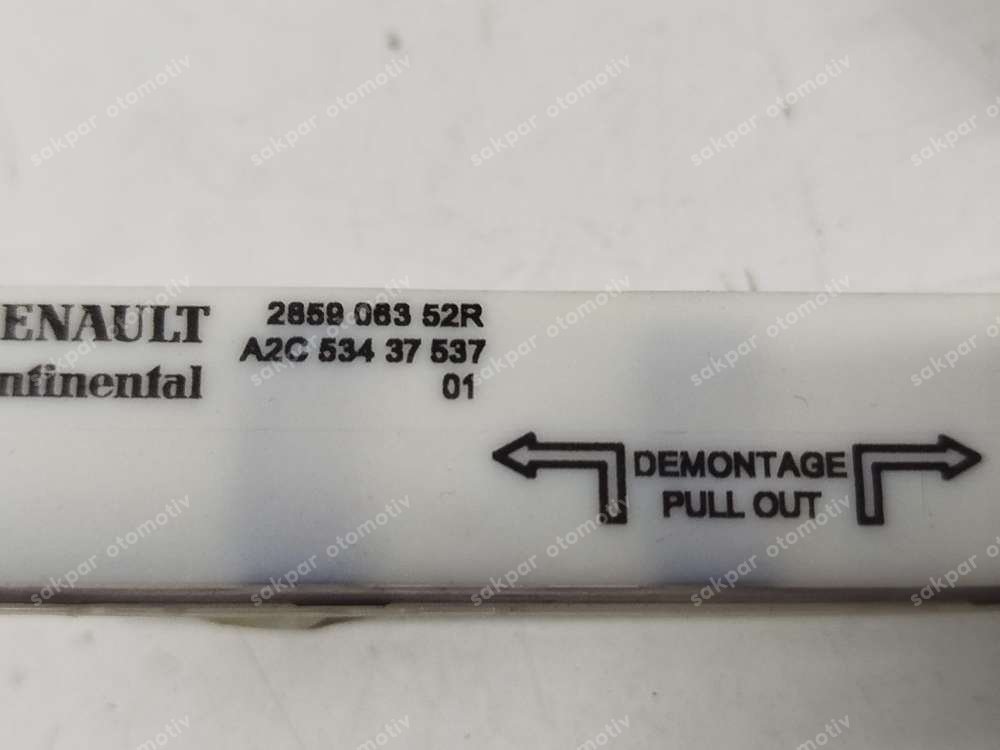 ENAULT 2859 063 52R
A2C 534 37 537
ntinental 01
DEMONTAGE
PULL OUT
sakpar otomotiv